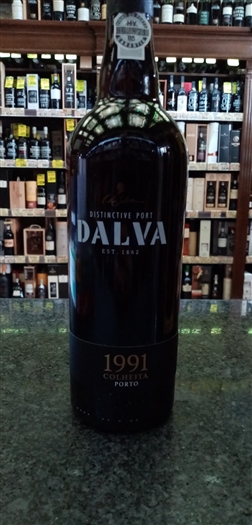 DISTINCTIVE PORT
DALVA
EST. 1862
1991
COLHEITA
PORTO